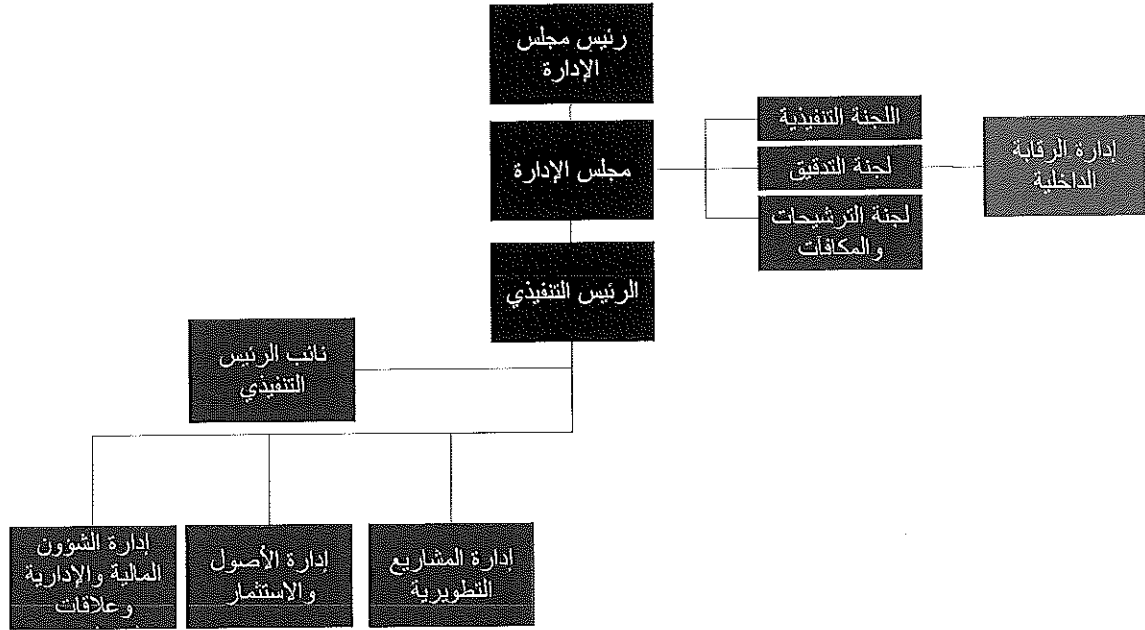 رئيس مجلس
الإدارة
مجلس الإدارة
اللجنة التنفيذية
لجنة التدقيق
لجنة الترشيحات
والمكافآت
إدارة الرقابة
الداخلية
الرئيس التنفيذي
نائب الرئيس
التنفيذي
إدارة المشاريع
التطويرية
إدارة الأصول
والاستثمار
إدارة الشؤون
المالية والإدارية
وعلاقات